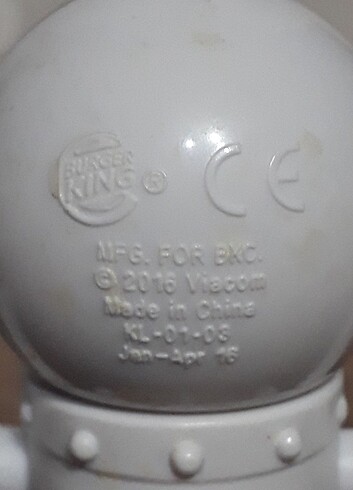 BURGER
KING ® CE
MFG. FOR BKC.
© 2016 Viacom
Made in China
KL-01-03
Jan-Apr 16